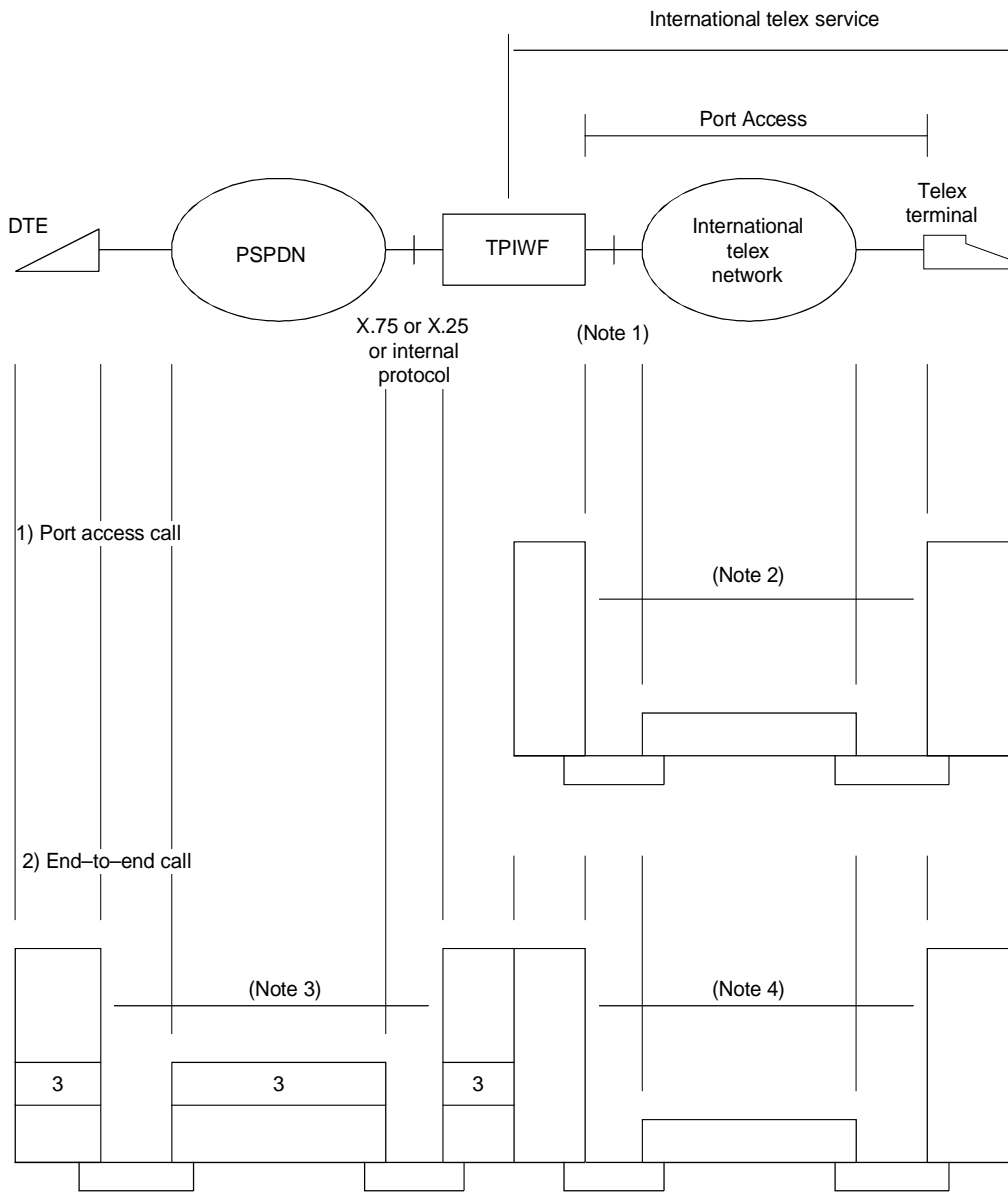 International telex service
Port Access
DTE
PSPDN
TPIWF
International
telex
network
Telex
terminal
X.75 or X.25
or internal
protocol
(Note 1)
1) Port access call
(Note 2)
2) End–to–end call
(Note 3)
(Note 4)
3
3
3